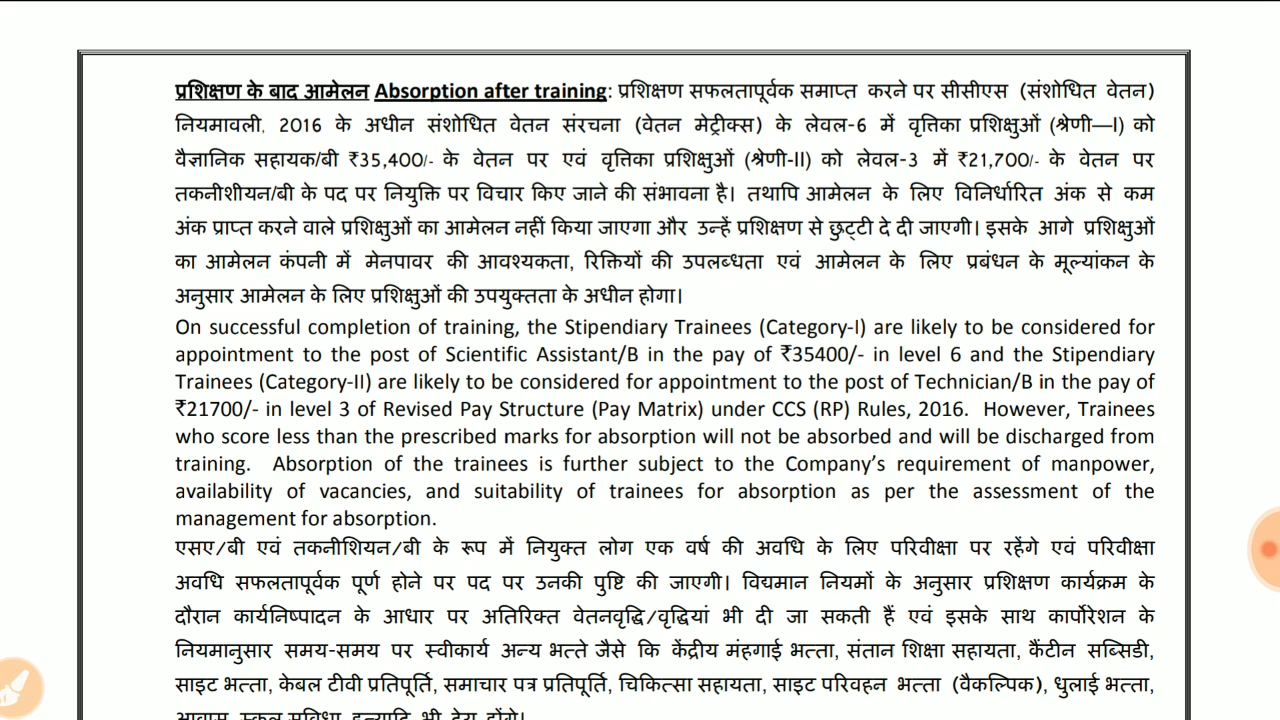 प्रशिक्षण के बाद आमेलन Absorption after training: प्रशिक्षण सफलतापूर्वक समाप्त करने पर सीसीएस (संशोधित वेतन)
नियमावली, 2016 के अधीन संशोधित वेतन संरचना (वेतन मेट्रीक्स) के लेवल-6 में वृत्तिका प्रशिक्षुओं (श्रेणी—I) को
वैज्ञानिक सहायक/बी ₹35,400/- के वेतन पर एवं वृत्तिका प्रशिक्षुओं (श्रेणी-II) को लेवल-3 में ₹21,700/- के वेतन पर
तकनीशीयन/बी के पद पर नियुक्ति पर विचार किए जाने की संभावना है। तथापि आमेलन के लिए विनिर्धारित अंक से कम
अंक प्राप्त करने वाले प्रशिक्षुओं का आमेलन नहीं किया जाएगा और उन्हें प्रशिक्षण से छुट्टी दे दी जाएगी। इसके आगे प्रशिक्षुओं
का आमेलन कंपनी में मेनपावर की आवश्यकता, रिक्तियों की उपलब्धता एवं आमेलन के लिए प्रबंधन के मूल्यांकन के
अनुसार आमेलन के लिए प्रशिक्षुओं की उपयुक्तता के अधीन होगा।
On successful completion of training, the Stipendiary Trainees (Category-I) are likely to be considered for
appointment to the post of Scientific Assistant/B in the pay of ₹35400/- in level 6 and the Stipendiary
Trainees (Category-II) are likely to be considered for appointment to the post of Technician/B in the pay of
₹21700/- in level 3 of Revised Pay Structure (Pay Matrix) under CCS (RP) Rules, 2016. However, Trainees
who score less than the prescribed marks for absorption will not be absorbed and will be discharged from
training. Absorption of the trainees is further subject to the Company's requirement of manpower,
availability of vacancies, and suitability of trainees for absorption as per the assessment of the
management for absorption.
एसए/बी एवं तकनीशियन/बी के रूप में नियुक्त लोग एक वर्ष की अवधि के लिए परिवीक्षा पर रहेंगे एवं परिवीक्षा
अवधि सफलतापूर्वक पूर्ण होने पर पद पर उनकी पुष्टि की जाएगी। विद्यमान नियमों के अनुसार प्रशिक्षण कार्यक्रम के
दौरान कार्यनिष्पादन के आधार पर अतिरिक्त वेतनवृद्धि/वृद्धियां भी दी जा सकती हैं एवं इसके साथ कार्पोरेशन के
नियमानुसार समय-समय पर स्वीकार्य अन्य भत्ते जैसे कि केंद्रीय मंहगाई भत्ता, संतान शिक्षा सहायता, कैंटीन सब्सिडी,
साइट भत्ता, केबल टीवी प्रतिपूर्ति, समाचार पत्र प्रतिपूर्ति, चिकित्सा सहायता, साइट परिवहन भत्ता (वैकल्पिक), धुलाई भत्ता,
आवास, स्कूल सुविधा इत्यादि भी देय होंगे।